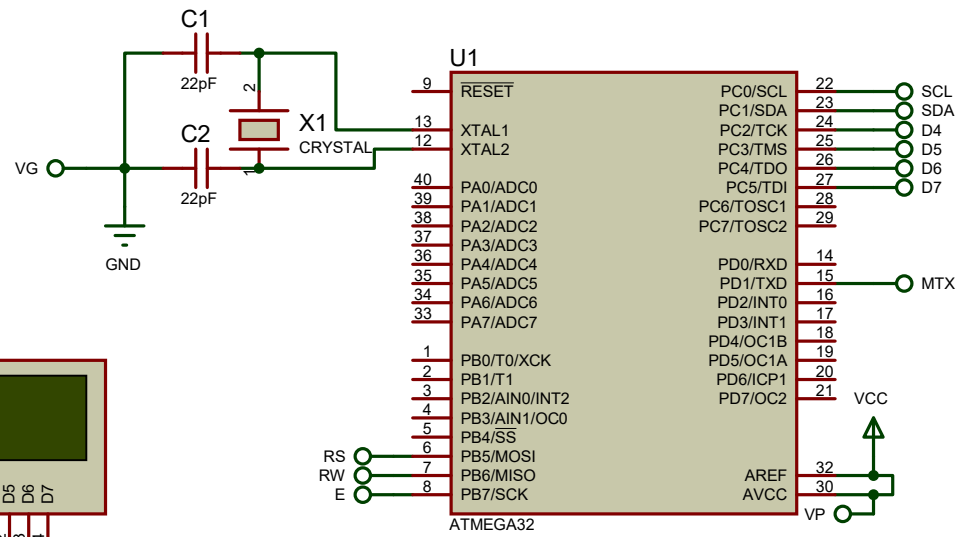 C1
22pF
U1
2
X1
CRYSTAL
1
C2
22pF
VG
GND
9 RESET
13 XTAL1
12 XTAL2
40 PA0/ADC0
39 PA1/ADC1
38 PA2/ADC2
37 PA3/ADC3
36 PA4/ADC4
35 PA5/ADC5
34 PA6/ADC6
33 PA7/ADC7
1 PB0/T0/XCK
2 PB1/T1
3 PB2/AIN0/INT2
4 PB3/AIN1/OC0
5 PB4/SS
RS 6 PB5/MOSI
RW 7 PB6/MISO
E 8 PB7/SCK
ATMEGA32
PC0/SCL 22 SCL
PC1/SDA 23 SDA
PC2/TCK 24 D4
PC3/TMS 25 D5
PC4/TDO 26 D6
PC5/TDI 27 D7
PC6/TOSC1 28
PC7/TOSC2 29
PD0/RXD 14
PD1/TXD 15 MTX
PD2/INT0 16
PD3/INT1 17
PD4/OC1B 18
PD5/OC1A 19
PD6/ICP1 20
PD7/OC2 21
VCC
AREF 32
AVCC 30
VP
D5
D6
D7